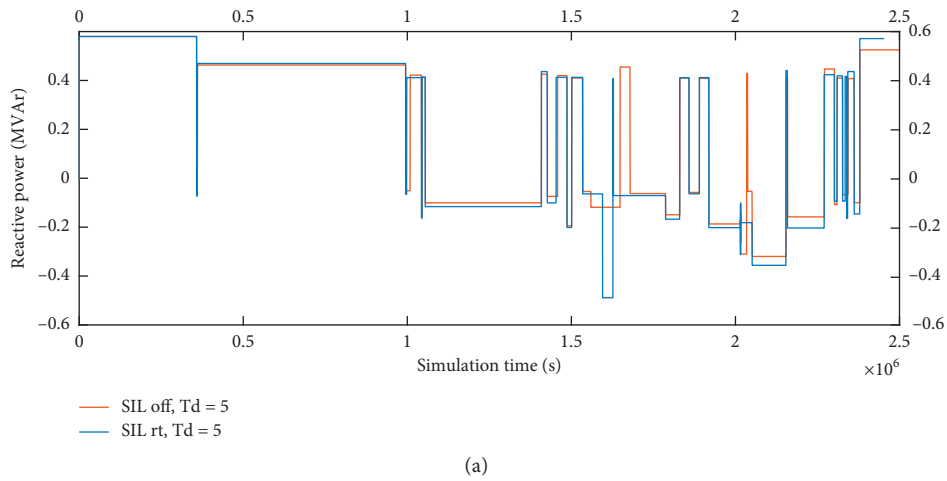 0 0.5 1 1.5 2 2.5
0.4 0.6
0.2 0.4
0 0.2
–0.2 0
–0.4 –0.2
–0.6 –0.4
–0.6
Reactive power (MVAr)
0 0.5 1 1.5 2 2.5
Simulation time (s)
×10⁶
SIL off, Td = 5
SIL rt, Td = 5
(a)